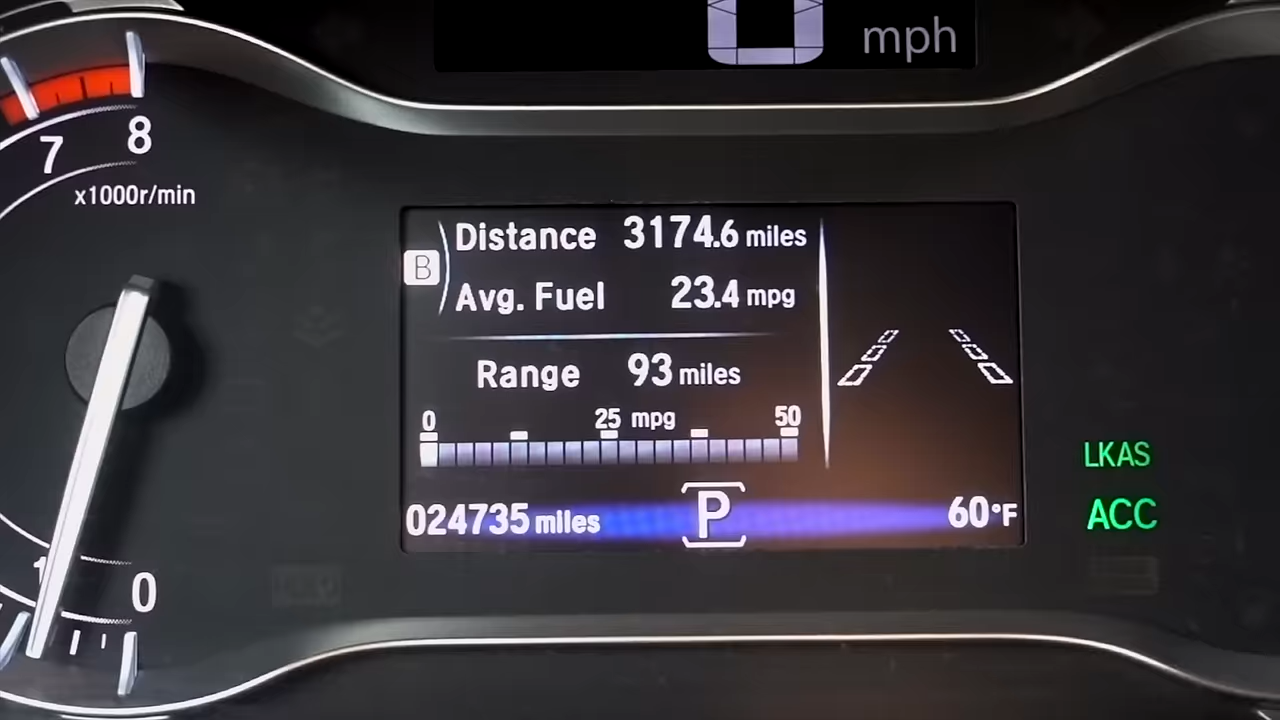 0 mph
7
8
x1000r/min
B
Distance 3174.6 miles
Avg. Fuel 23.4 mpg
Range 93 miles
0 25 mpg 50
024735 miles P 60°F
LKAS
ACC
1
0